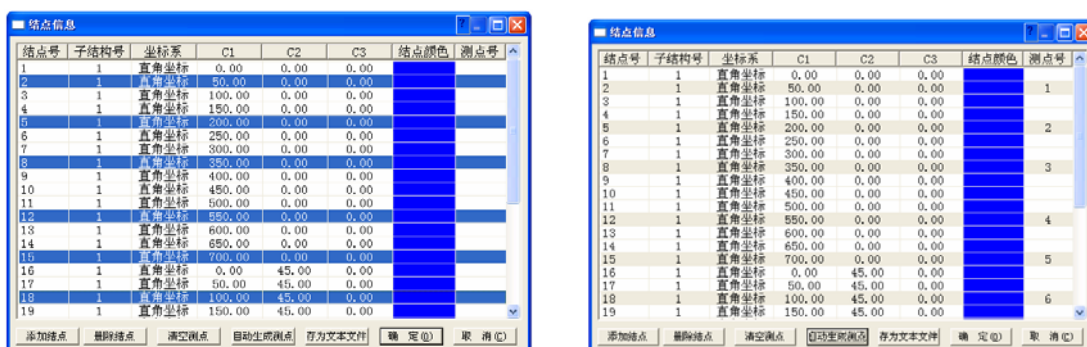 结点信息
结点号 子结构号 坐标系 C1 C2 C3 结点颜色 测点号
1 1 直角坐标 0.00 0.00 0.00
2 1 直角坐标 50.00 0.00 0.00
3 1 直角坐标 100.00 0.00 0.00
4 1 直角坐标 150.00 0.00 0.00
5 1 直角坐标 200.00 0.00 0.00
6 1 直角坐标 250.00 0.00 0.00
7 1 直角坐标 300.00 0.00 0.00
8 1 直角坐标 350.00 0.00 0.00
9 1 直角坐标 400.00 0.00 0.00
10 1 直角坐标 450.00 0.00 0.00
11 1 直角坐标 500.00 0.00 0.00
12 1 直角坐标 550.00 0.00 0.00
13 1 直角坐标 600.00 0.00 0.00
14 1 直角坐标 650.00 0.00 0.00
15 1 直角坐标 700.00 0.00 0.00
16 1 直角坐标 0.00 45.00 0.00
17 1 直角坐标 50.00 45.00 0.00
18 1 直角坐标 100.00 45.00 0.00
19 1 直角坐标 150.00 45.00 0.00
添加结点 删除结点 清空测点 自动生成测点 存为文本文件 确 定(O) 取 消(C)
结点信息
结点号 子结构号 坐标系 C1 C2 C3 结点颜色 测点号
1 1 直角坐标 0.00 0.00 0.00
2 1 直角坐标 50.00 0.00 0.00 1
3 1 直角坐标 100.00 0.00 0.00
4 1 直角坐标 150.00 0.00 0.00
5 1 直角坐标 200.00 0.00 0.00 2
6 1 直角坐标 250.00 0.00 0.00
7 1 直角坐标 300.00 0.00 0.00
8 1 直角坐标 350.00 0.00 0.00 3
9 1 直角坐标 400.00 0.00 0.00
10 1 直角坐标 450.00 0.00 0.00
11 1 直角坐标 500.00 0.00 0.00
12 1 直角坐标 550.00 0.00 0.00 4
13 1 直角坐标 600.00 0.00 0.00
14 1 直角坐标 650.00 0.00 0.00
15 1 直角坐标 700.00 0.00 0.00 5
16 1 直角坐标 0.00 45.00 0.00
17 1 直角坐标 50.00 45.00 0.00
18 1 直角坐标 100.00 45.00 0.00 6
19 1 直角坐标 150.00 45.00 0.00
添加结点 删除结点 清空测点 自动生成测点 存为文本文件 确 定(O) 取 消(C)